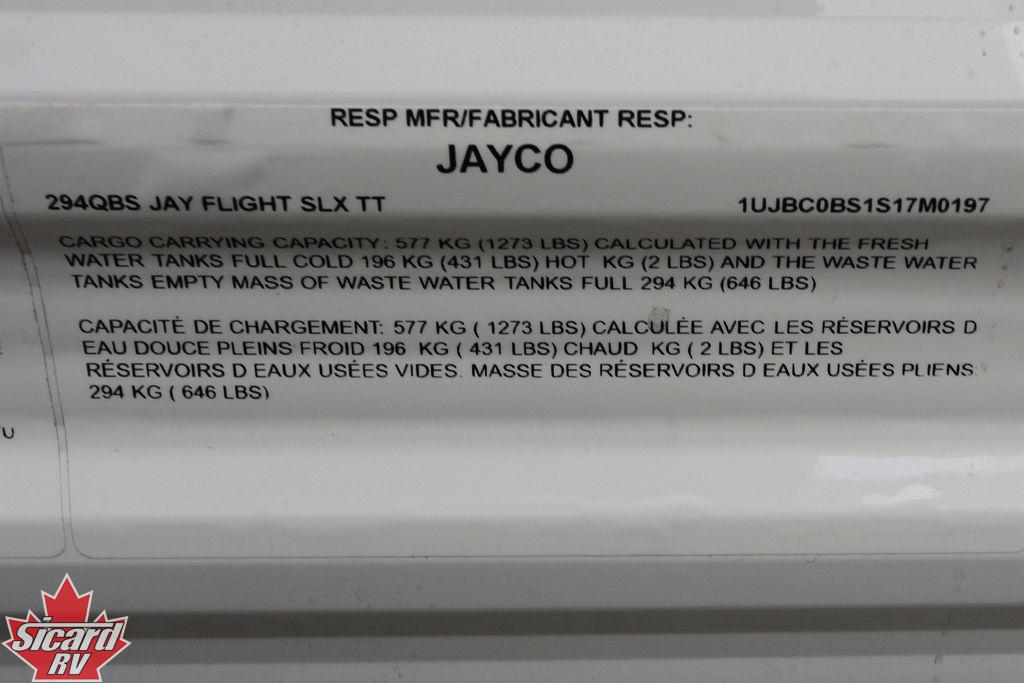 RESP MFR/FABRICANT RESP:
JAYCO
294QBS JAY FLIGHT SLX TT 1UJBC0BS1S17M0197
CARGO CARRYING CAPACITY: 577 KG (1273 LBS) CALCULATED WITH THE FRESH
WATER TANKS FULL COLD 196 KG (431 LBS) HOT KG (2 LBS) AND THE WASTE WATER
TANKS EMPTY MASS OF WASTE WATER TANKS FULL 294 KG (646 LBS)
CAPACITÉ DE CHARGEMENT: 577 KG ( 1273 LBS) CALCULÉE AVEC LES RÉSERVOIRS D
EAU DOUCE PLEINS FROID 196 KG ( 431 LBS) CHAUD KG ( 2 LBS) ET LES
RÉSERVOIRS D EAUX USÉES VIDES. MASSE DES RÉSERVOIRS D EAUX USÉES PLIENS:
294 KG ( 646 LBS)
Sicard
RV